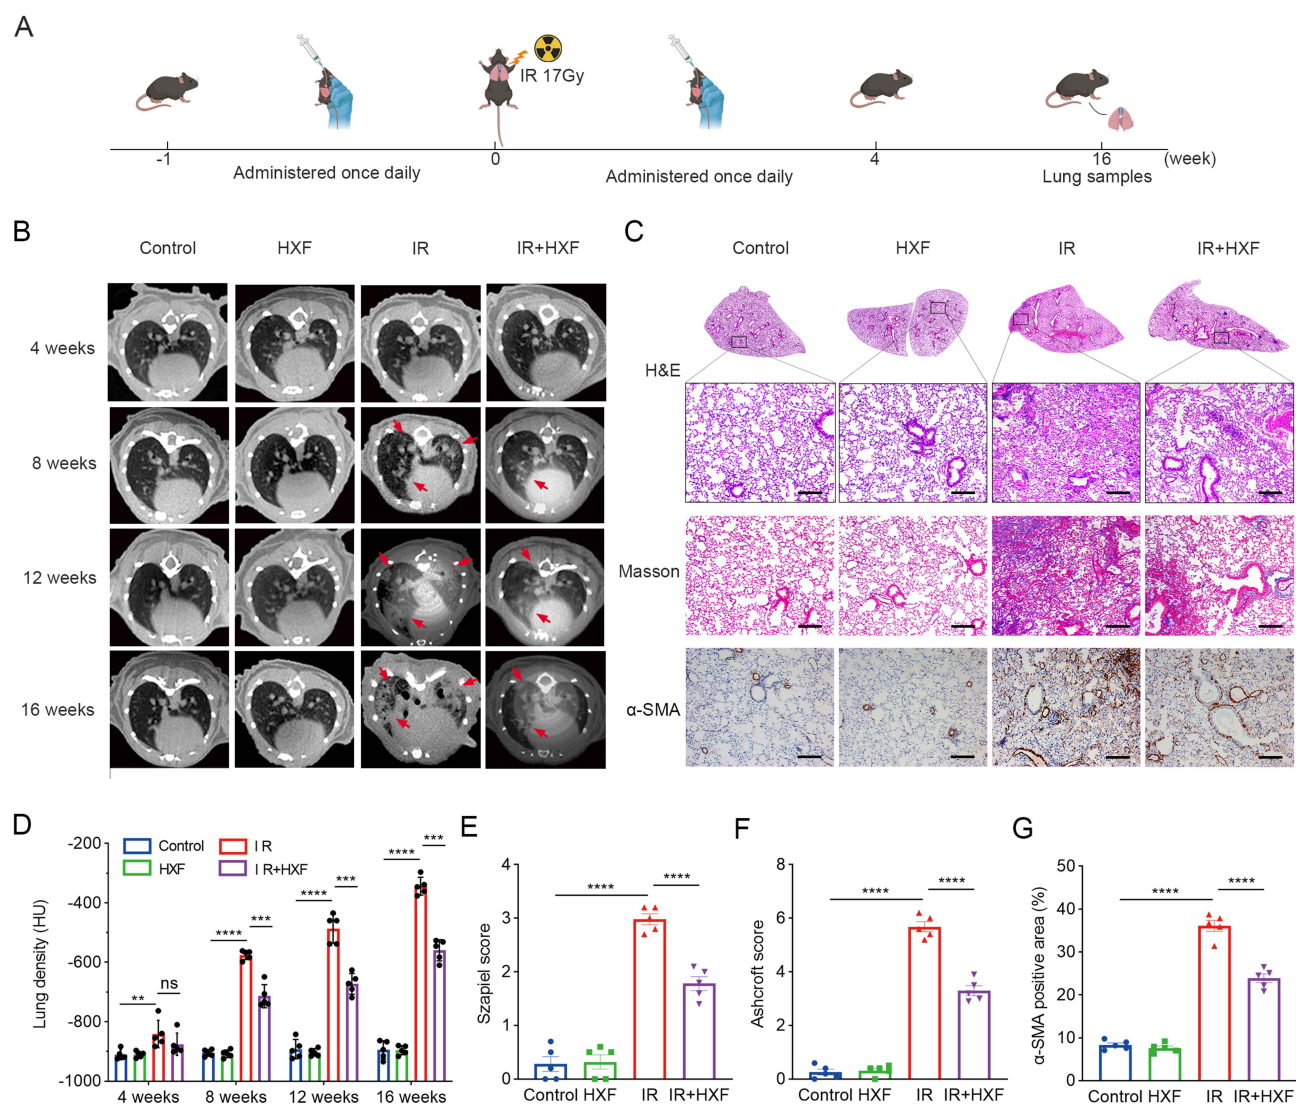 A
IR 17Gy
-1
0
4
16
(week)
Administered once daily
Administered once daily
Lung samples
B
Control
HXF
IR
IR+HXF
4 weeks
8 weeks
12 weeks
16 weeks
C
Control
HXF
IR
IR+HXF
H&E
Masson
α-SMA
D
Lung density (HU)
-200
-400
-600
-800
-1000
Control
HXF
I R
I R+HXF
**
ns
****
***
****
***
****
***
4 weeks
8 weeks
12 weeks
16 weeks
E
Szapiel score
4
3
2
1
0
****
****
Control
HXF
IR
IR+HXF
F
Ashcroft score
8
6
4
2
0
****
****
Control
HXF
IR
IR+HXF
G
α-SMA positive area (%)
50
40
30
20
10
0
****
****
Control
HXF
IR
IR+HXF